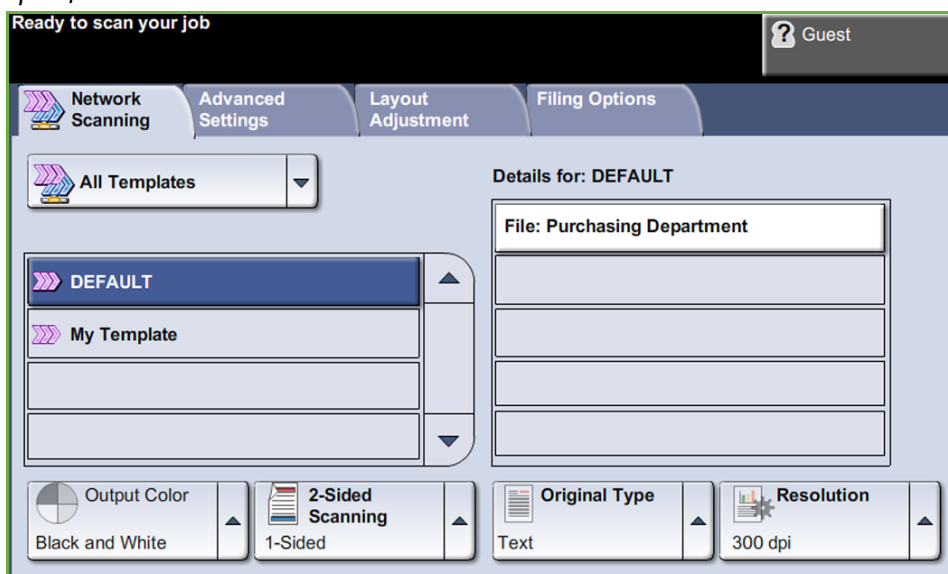 Ready to scan your job
Guest
Network
Scanning
Advanced
Settings
Layout
Adjustment
Filing Options
All Templates
Details for: DEFAULT
File: Purchasing Department
DEFAULT
My Template
Output Color
Black and White
2-Sided
Scanning
1-Sided
Original Type
Text
Resolution
300 dpi